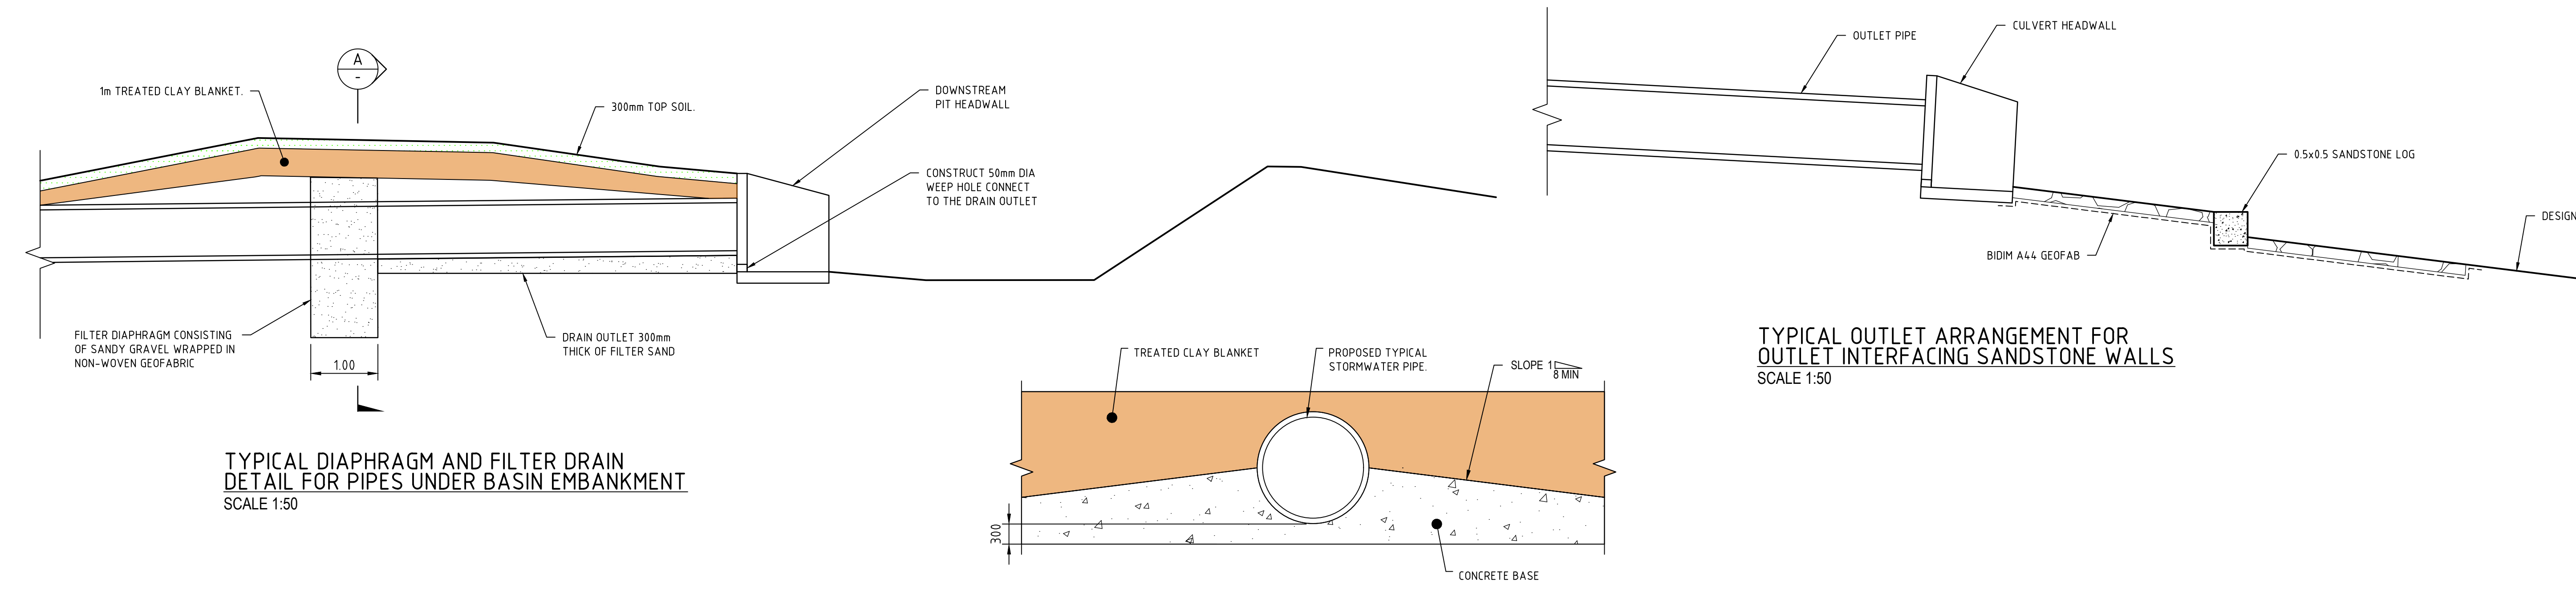 A
-
1m TREATED CLAY BLANKET.
300mm TOP SOIL.
DOWNSTREAM
PIT HEADWALL
CONSTRUCT 50mm DIA
WEEP HOLE CONNECT
TO THE DRAIN OUTLET
FILTER DIAPHRAGM CONSISTING
OF SANDY GRAVEL WRAPPED IN
NON-WOVEN GEOFABRIC
1.00
DRAIN OUTLET 300mm
THICK OF FILTER SAND
TYPICAL DIAPHRAGM AND FILTER DRAIN
DETAIL FOR PIPES UNDER BASIN EMBANKMENT
SCALE 1:50
TREATED CLAY BLANKET
PROPOSED TYPICAL
STORMWATER PIPE.
SLOPE 1
8 MIN
300
CONCRETE BASE
OUTLET PIPE
CULVERT HEADWALL
0.5x0.5 SANDSTONE LOG
DESIGN
BIDIM A44 GEOFAB
TYPICAL OUTLET ARRANGEMENT FOR
OUTLET INTERFACING SANDSTONE WALLS
SCALE 1:50